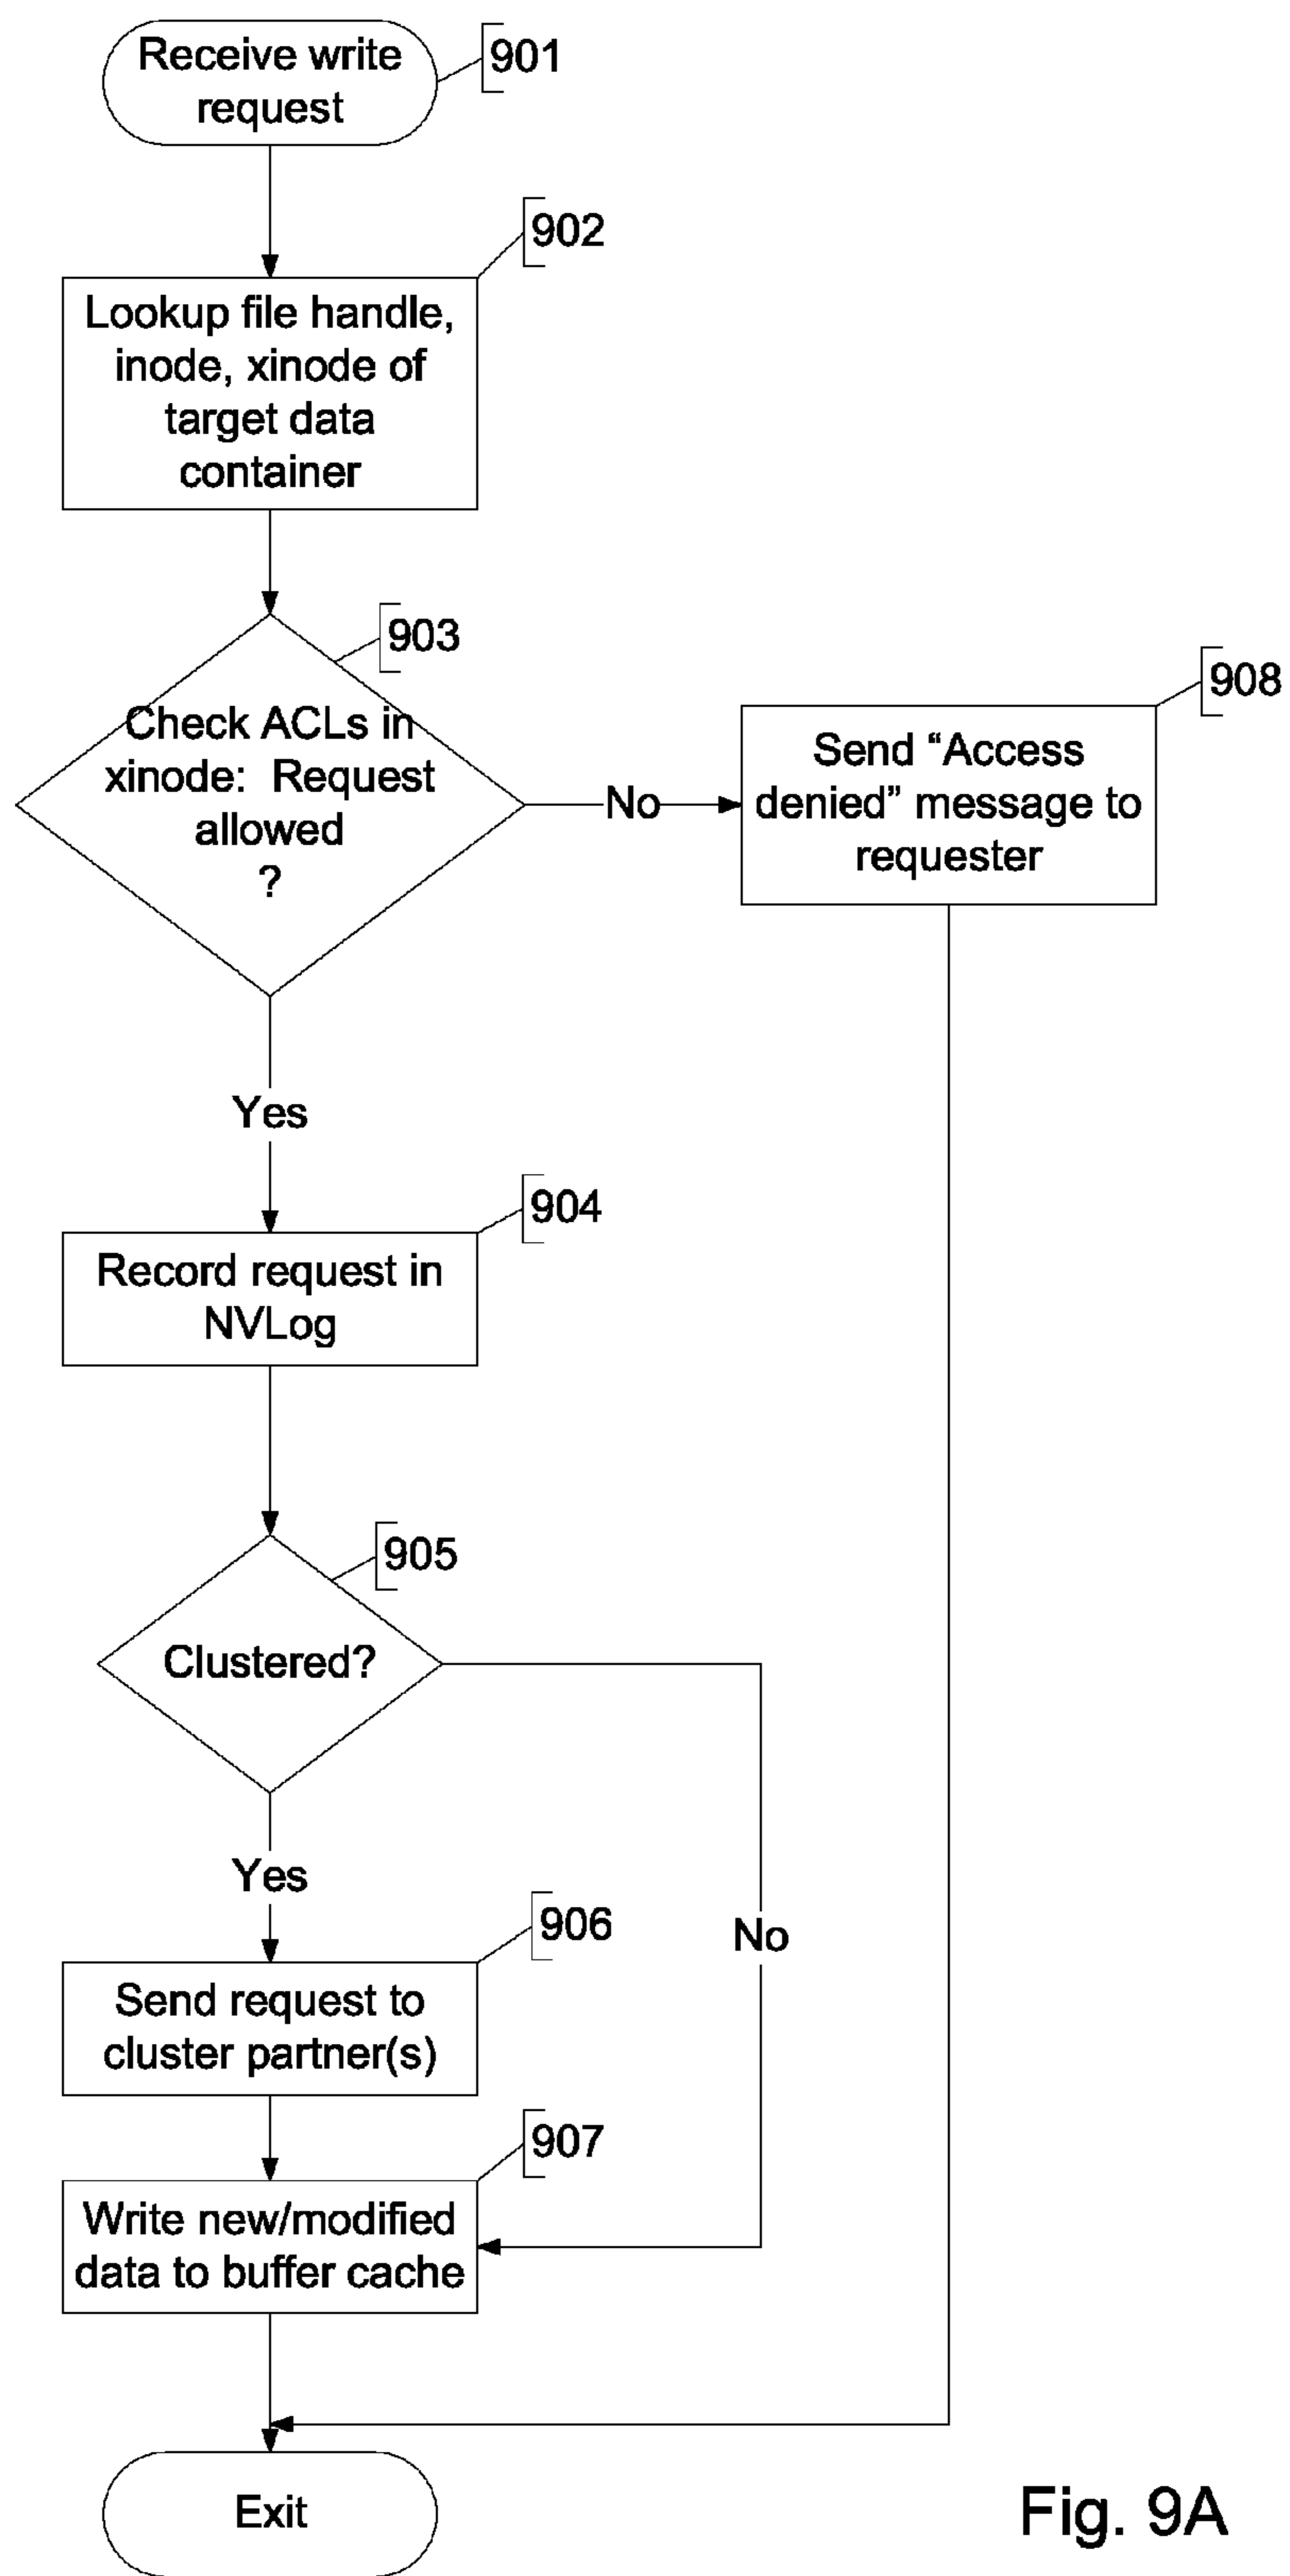 Receive write
request
901
902
Lookup file handle,
inode, xinode of
target data
container
903
Check ACLs in
xinode: Request
allowed
?
No
908
Send “Access
denied” message to
requester
Yes
904
Record request in
NVLog
905
Clustered?
Yes
No
906
Send request to
cluster partner(s)
907
Write new/modified
data to buffer cache
Exit
Fig. 9A